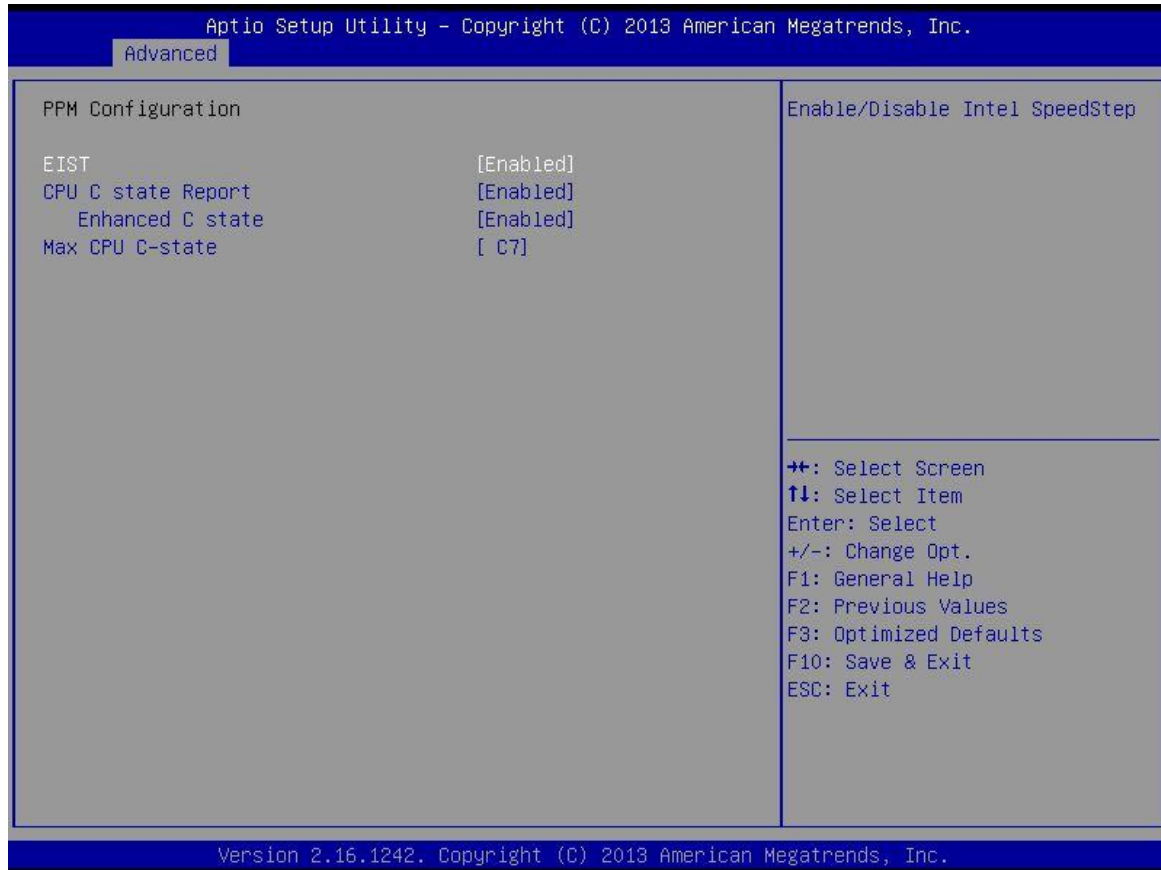 Aptio Setup Utility – Copyright (C) 2013 American Megatrends, Inc.
Advanced
PPM Configuration
EIST [Enabled]
CPU C state Report [Enabled]
Enhanced C state [Enabled]
Max CPU C-state [ C7]
Enable/Disable Intel SpeedStep
→←: Select Screen
↑↓: Select Item
Enter: Select
+/-: Change Opt.
F1: General Help
F2: Previous Values
F3: Optimized Defaults
F10: Save & Exit
ESC: Exit
Version 2.16.1242. Copyright (C) 2013 American Megatrends, Inc.